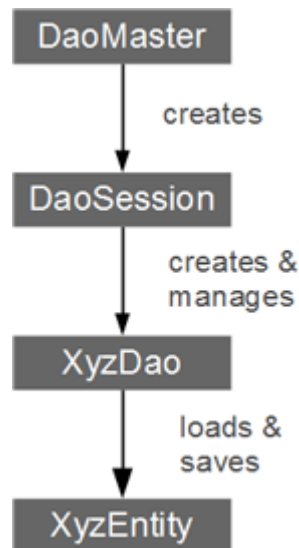 DaoMaster
creates
DaoSession
creates &
manages
XyzDao
loads &
saves
XyzEntity